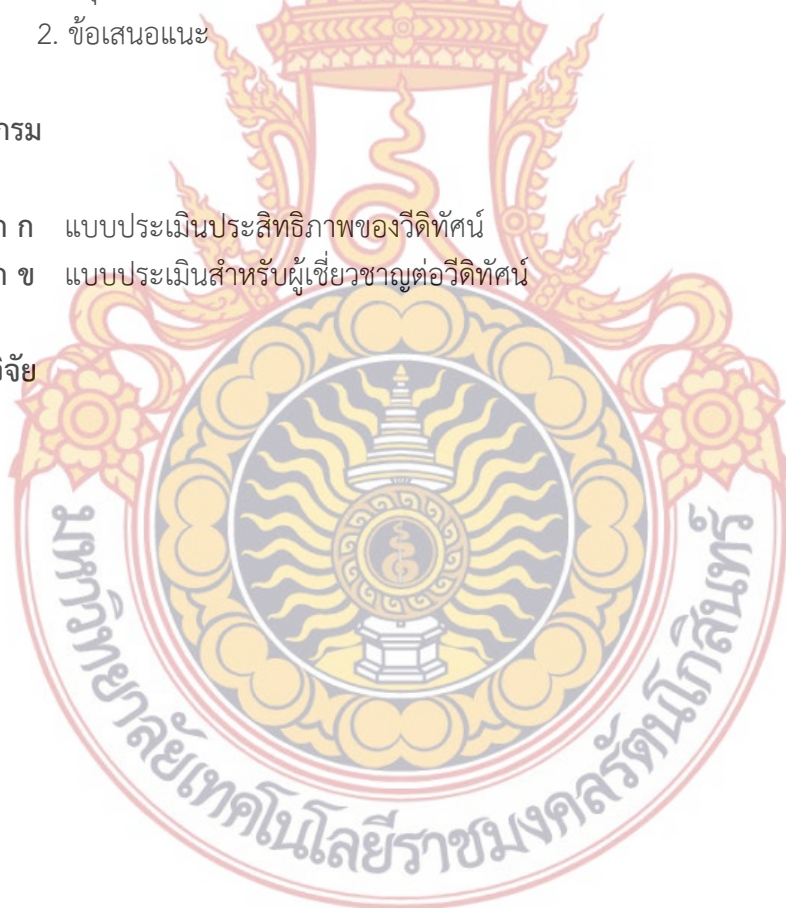 2. ข้อเสนอแนะ
ก แบบประเมินประสิทธิภาพของวีดิทัศน์
ข แบบประเมินสำหรับผู้เชี่ยวชาญต่อวีดิทัศน์
มหาวิทยาลัยเทคโนโลยีราชมงคลรัตนโกสินทร์